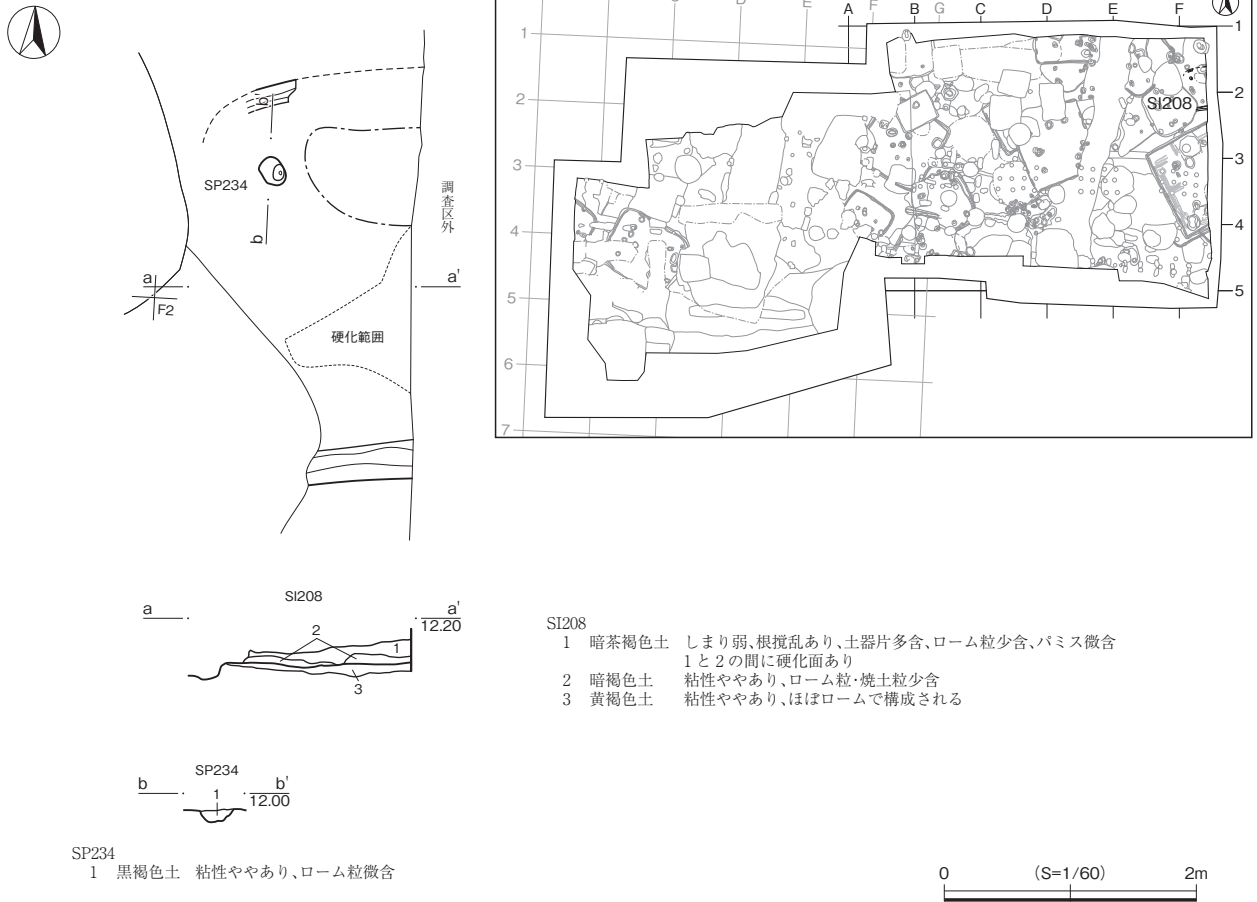 b'
SP234
b
調査区外
a
a'
F2
硬化範囲
A B C D E F
F G
E
1
2
3
4
5
6
7
1
2
3
4
5
SI208
SI208
a
a'
12.20
1
2
3
SI208
1 暗茶褐色土 しまり弱、根撹乱あり、土器片多含、ローム粒少含、パミス微含
1と2の間に硬化面あり
2 暗褐色土 粘性ややあり、ローム粒・焼土粒少含
3 黄褐色土 粘性ややあり、ほぼロームで構成される
SP234
b
b'
1
12.00
SP234
1 黒褐色土 粘性ややあり、ローム粒微含
0 (S=1/60) 2m